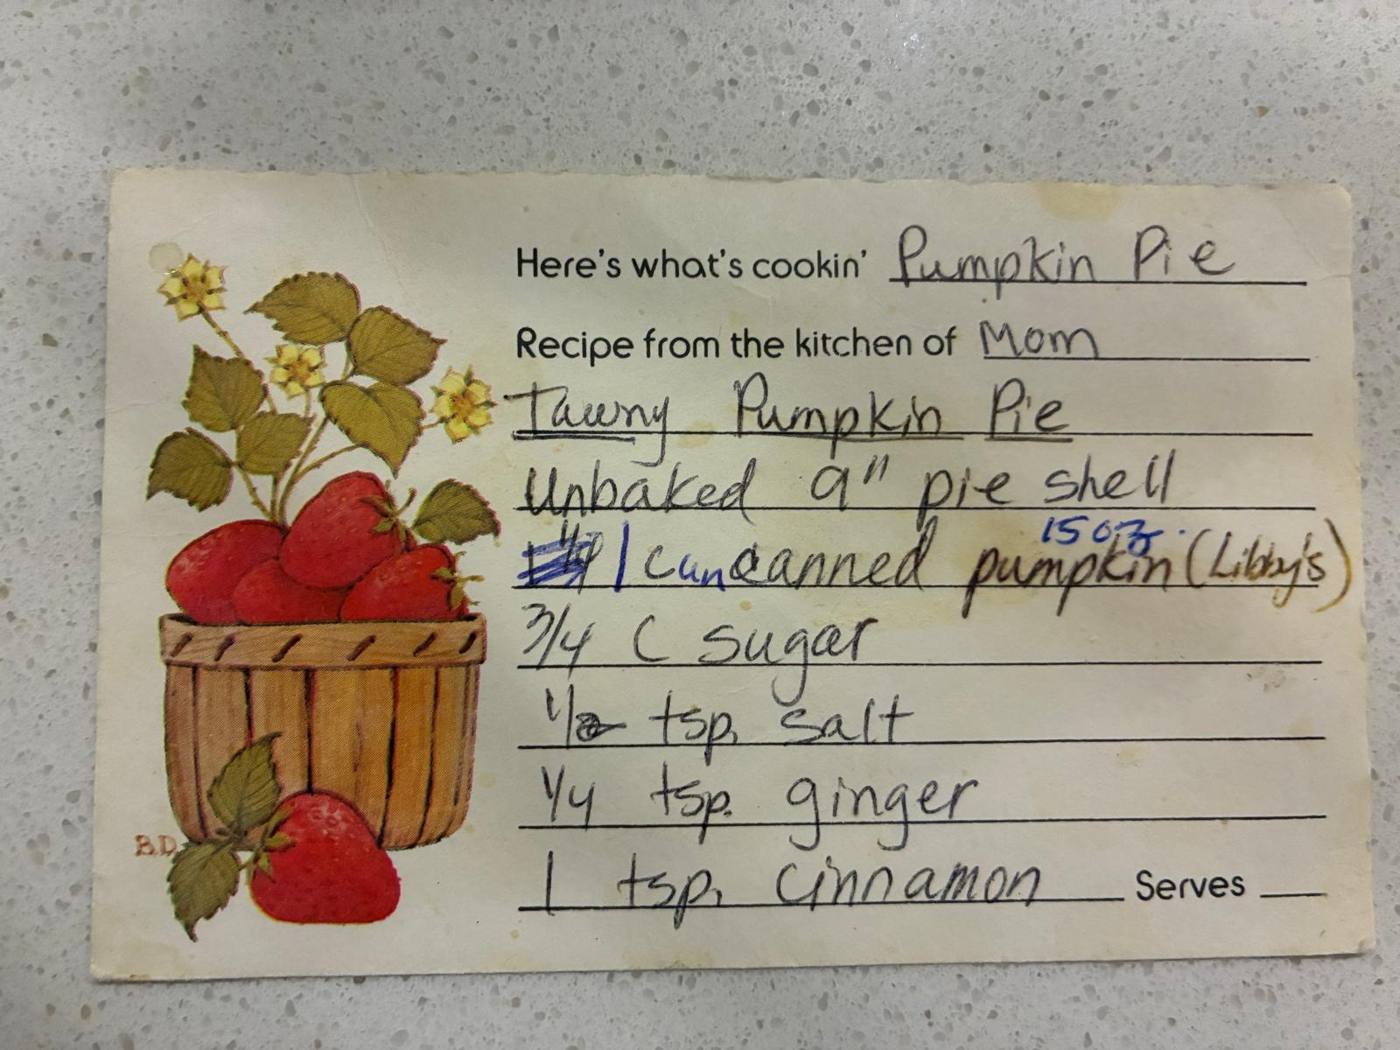 Here's what's cookin' Pumpkin Pie
Recipe from the kitchen of Mom
Tawny Pumpkin Pie
Unbaked 9" pie shell
15 oz.
1 can canned pumpkin (Libby's)
3/4 C sugar
1/2 tsp. salt
1/4 tsp. ginger
1 tsp. cinnamon Serves
B.D.